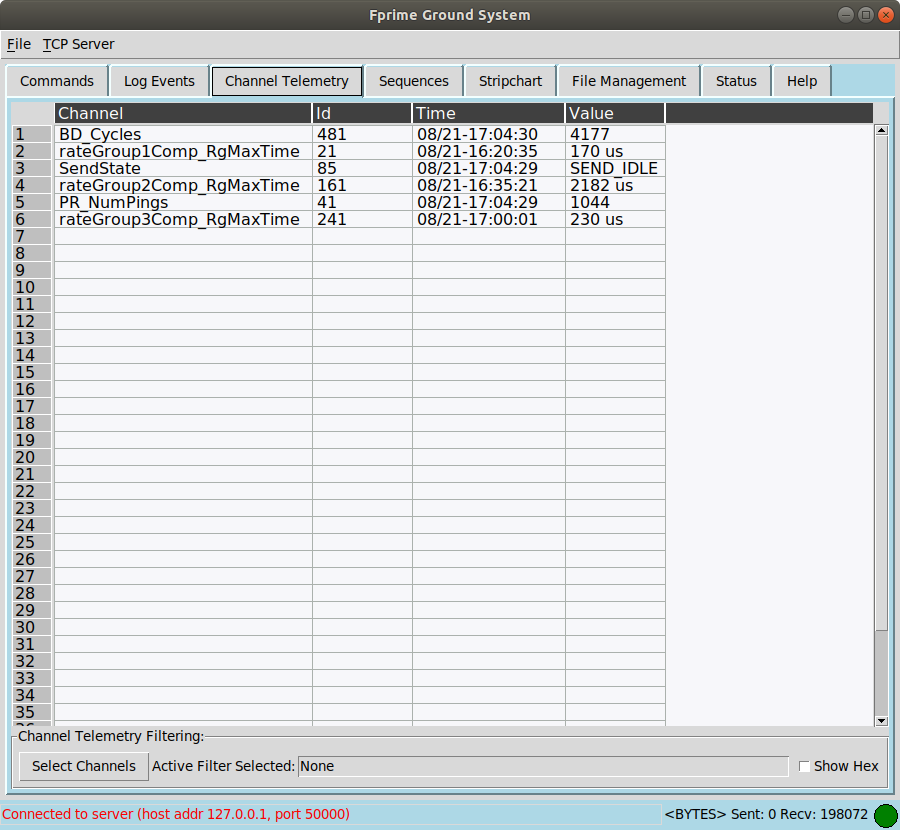 Fprime Ground System
File TCP Server
Commands Log Events Channel Telemetry Sequences Stripchart File Management Status Help
Channel Id Time Value
1 BD_Cycles 481 08/21-17:04:30 4177
2 rateGroup1Comp_RgMaxTime 21 08/21-16:20:35 170 us
3 SendState 85 08/21-17:04:29 SEND_IDLE
4 rateGroup2Comp_RgMaxTime 161 08/21-16:35:21 2182 us
5 PR_NumPings 41 08/21-17:04:29 1044
6 rateGroup3Comp_RgMaxTime 241 08/21-17:00:01 230 us
7
8
9
10
11
12
13
14
15
16
17
18
19
20
21
22
23
24
25
26
27
28
29
30
31
32
33
34
35
36
Channel Telemetry Filtering:
Select Channels Active Filter Selected: None Show Hex
Connected to server (host addr 127.0.0.1, port 50000) <BYTES> Sent: 0 Recv: 198072